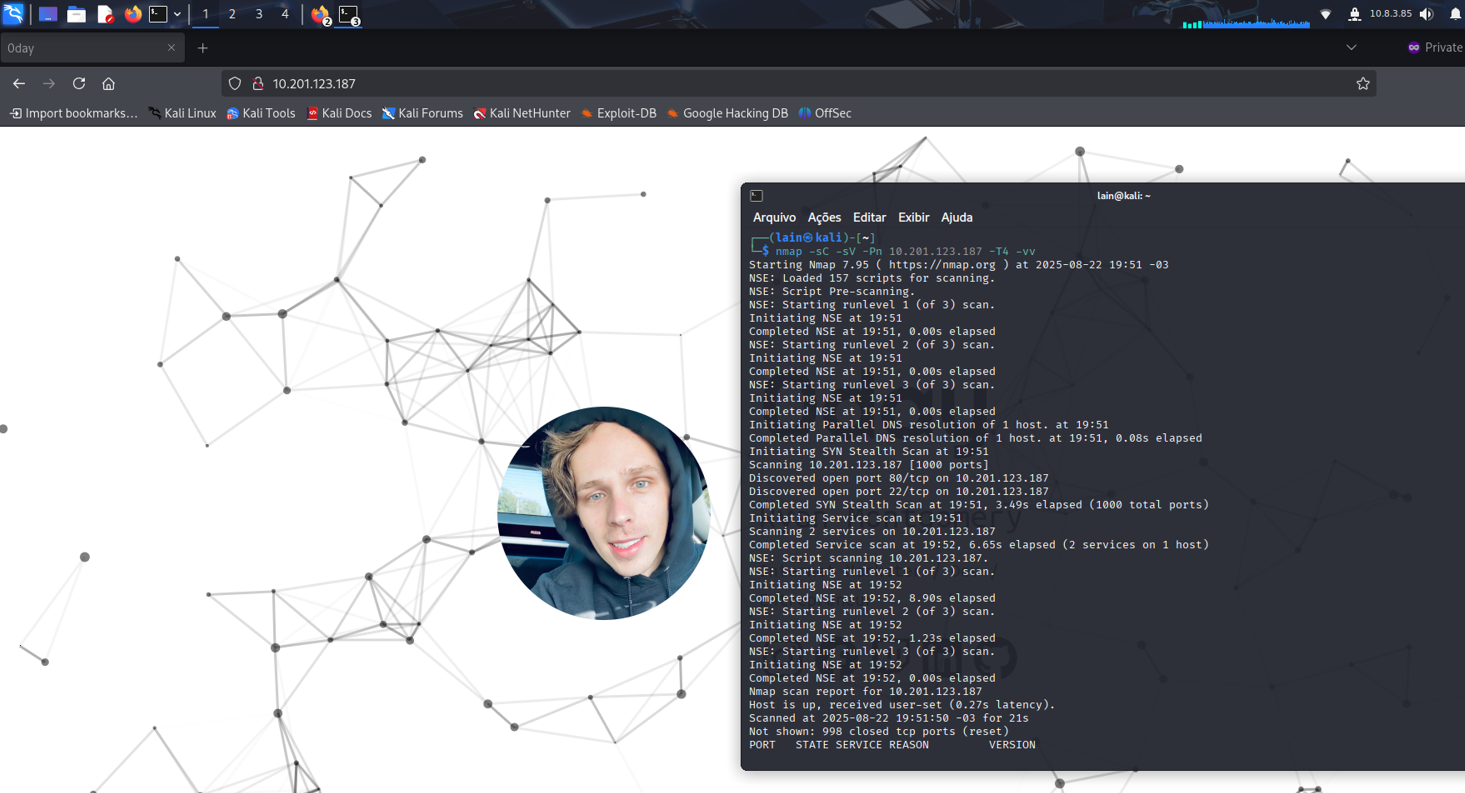 1 2 3 4 2 3 10.8.3.85
0day Private
10.201.123.187
Import bookmarks... Kali Linux Kali Tools Kali Docs Kali Forums Kali NetHunter Exploit-DB Google Hacking DB OffSec
lain@kali: ~
Arquivo Ações Editar Exibir Ajuda
┌──(lain㉿kali)-[~]
└─$ nmap -sC -sV -Pn 10.201.123.187 -T4 -vv
Starting Nmap 7.95 ( https://nmap.org ) at 2025-08-22 19:51 -03
NSE: Loaded 157 scripts for scanning.
NSE: Script Pre-scanning.
NSE: Starting runlevel 1 (of 3) scan.
Initiating NSE at 19:51
Completed NSE at 19:51, 0.00s elapsed
NSE: Starting runlevel 2 (of 3) scan.
Initiating NSE at 19:51
Completed NSE at 19:51, 0.00s elapsed
NSE: Starting runlevel 3 (of 3) scan.
Initiating NSE at 19:51
Completed NSE at 19:51, 0.00s elapsed
Initiating Parallel DNS resolution of 1 host. at 19:51
Completed Parallel DNS resolution of 1 host. at 19:51, 0.08s elapsed
Initiating SYN Stealth Scan at 19:51
Scanning 10.201.123.187 [1000 ports]
Discovered open port 80/tcp on 10.201.123.187
Discovered open port 22/tcp on 10.201.123.187
Completed SYN Stealth Scan at 19:51, 3.49s elapsed (1000 total ports)
Initiating Service scan at 19:51
Scanning 2 services on 10.201.123.187
Completed Service scan at 19:52, 6.65s elapsed (2 services on 1 host)
NSE: Script scanning 10.201.123.187.
NSE: Starting runlevel 1 (of 3) scan.
Initiating NSE at 19:52
Completed NSE at 19:52, 8.90s elapsed
NSE: Starting runlevel 2 (of 3) scan.
Initiating NSE at 19:52
Completed NSE at 19:52, 1.23s elapsed
NSE: Starting runlevel 3 (of 3) scan.
Initiating NSE at 19:52
Completed NSE at 19:52, 0.00s elapsed
Nmap scan report for 10.201.123.187
Host is up, received user-set (0.27s latency).
Scanned at 2025-08-22 19:51:50 -03 for 21s
Not shown: 998 closed tcp ports (reset)
PORT STATE SERVICE REASON VERSION